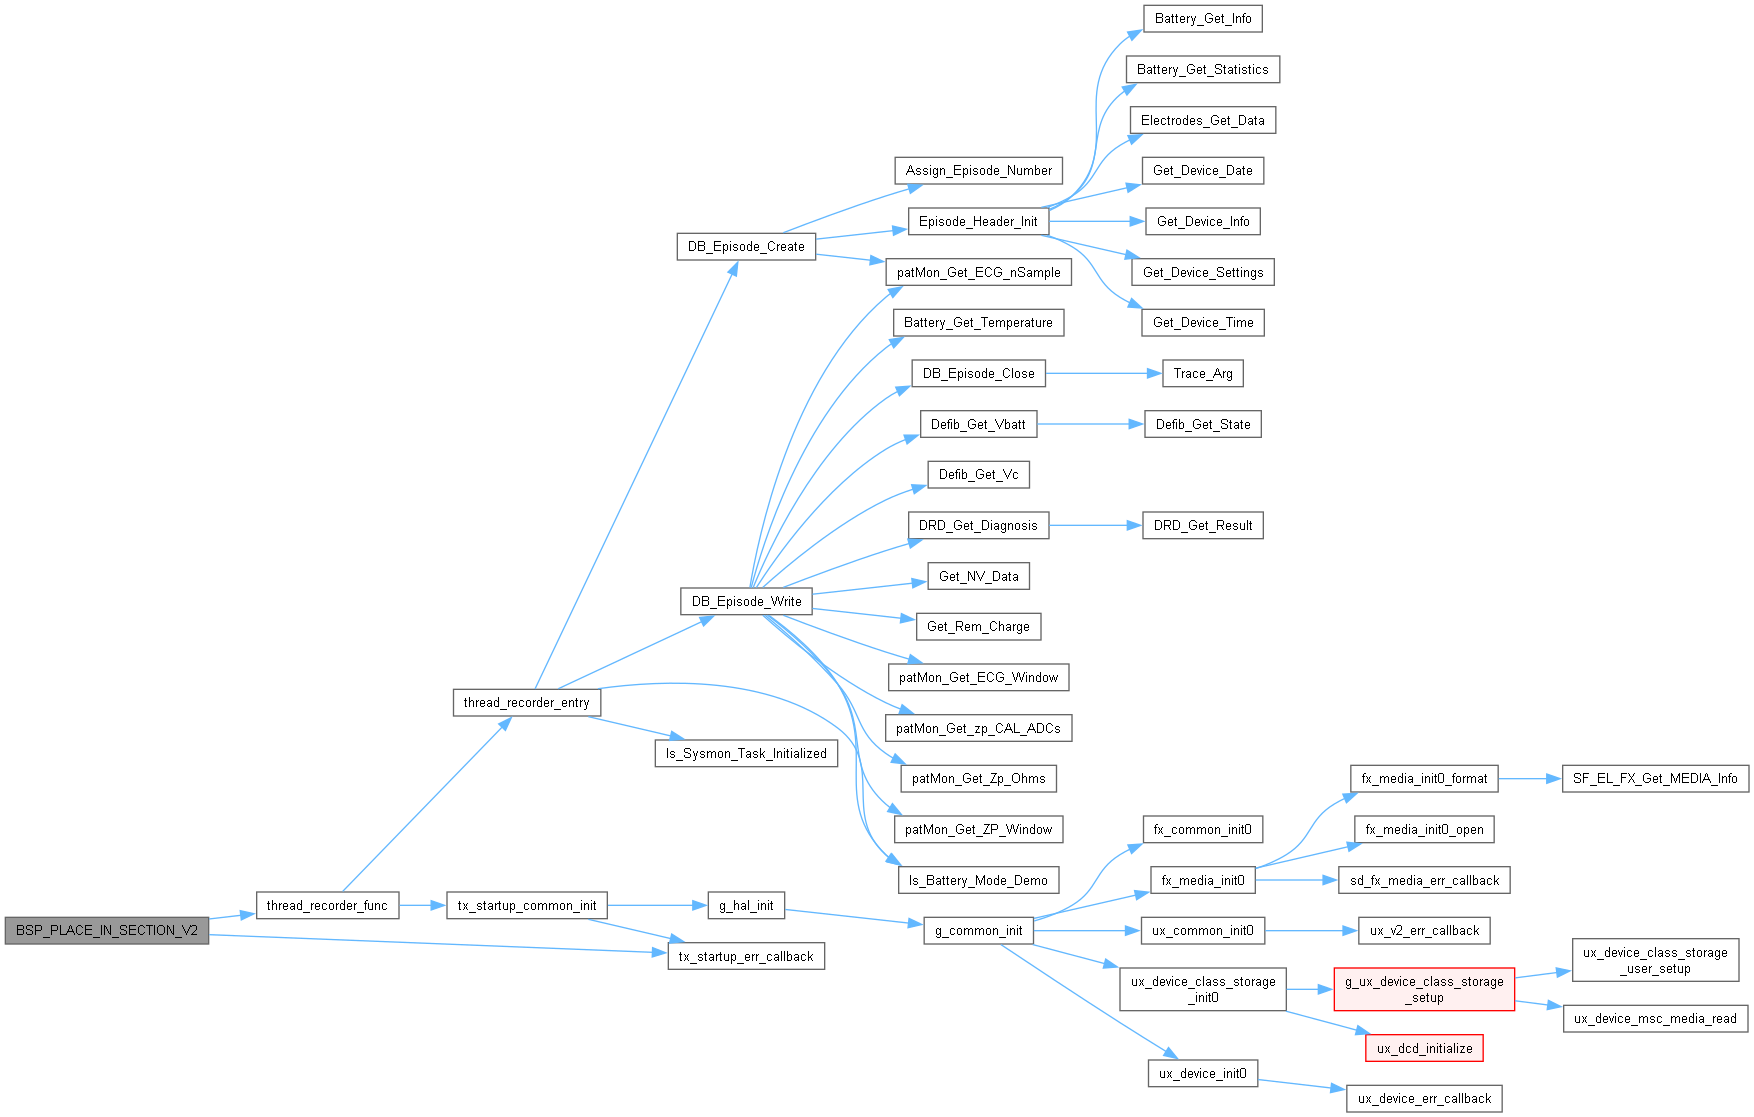 Battery_Get_Info
Battery_Get_Statistics
Electrodes_Get_Data
Assign_Episode_Number
Get_Device_Date
Episode_Header_Init
Get_Device_Info
DB_Episode_Create
patMon_Get_ECG_nSample
Get_Device_Settings
Battery_Get_Temperature
Get_Device_Time
DB_Episode_Close
Trace_Arg
Defib_Get_Vbatt
Defib_Get_State
Defib_Get_Vc
DRD_Get_Diagnosis
DRD_Get_Result
Get_NV_Data
DB_Episode_Write
Get_Rem_Charge
patMon_Get_ECG_Window
thread_recorder_entry
patMon_Get_zp_CAL_ADCs
Is_Sysmon_Task_Initialized
patMon_Get_Zp_Ohms
fx_media_init0_format
SF_EL_FX_Get_MEDIA_Info
patMon_Get_ZP_Window
fx_common_init0
fx_media_init0_open
Is_Battery_Mode_Demo
fx_media_init0
sd_fx_media_err_callback
thread_recorder_func
tx_startup_common_init
g_hal_init
BSP_PLACE_IN_SECTION_V2
g_common_init
ux_common_init0
ux_v2_err_callback
tx_startup_err_callback
ux_device_class_storage
_user_setup
ux_device_class_storage
_init0
g_ux_device_class_storage
_setup
ux_device_msc_media_read
ux_dcd_initialize
ux_device_init0
ux_device_err_callback